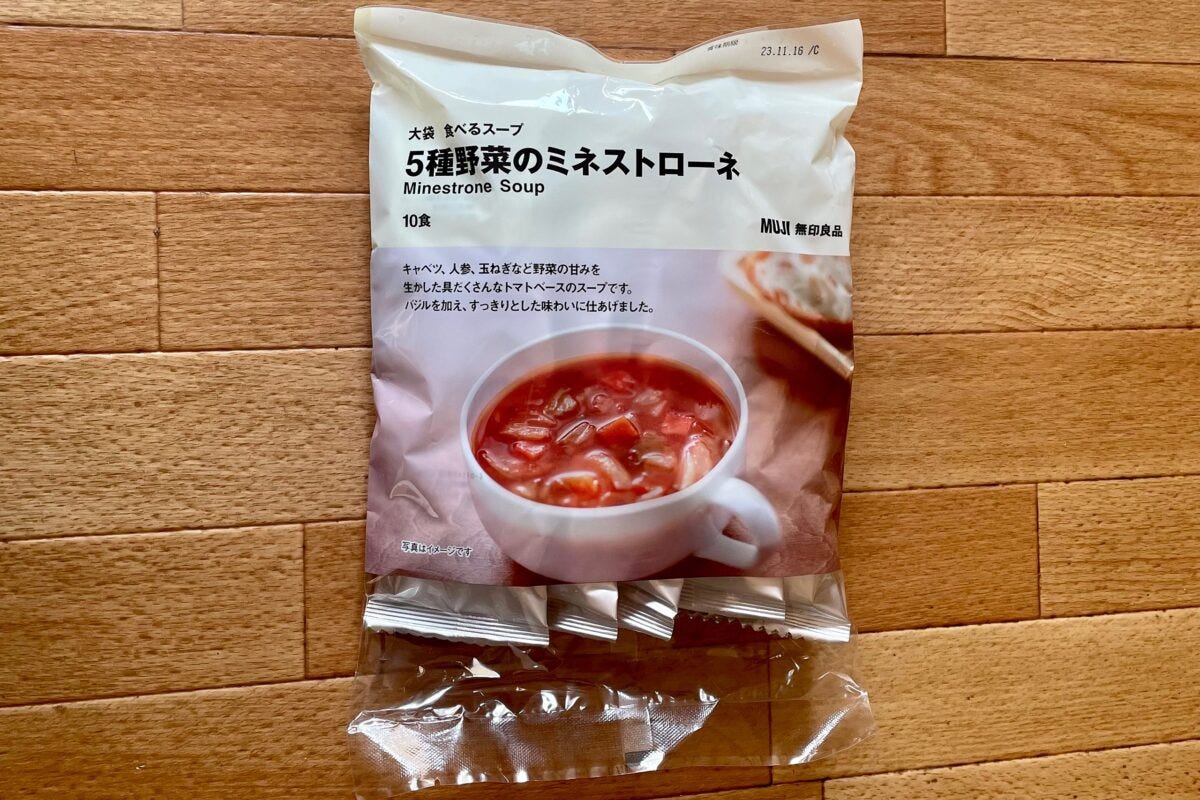 賞味期限 23.11.16 /C
大袋 食べるスープ
5種野菜のミネストローネ
Minestrone Soup
10食
MUJI 無印良品
キャベツ、人参、玉ねぎなど野菜の甘みを
生かした具だくさんなトマトベースのスープです。
バジルを加え、すっきりとした味わいに仕あげました。
写真はイメージです